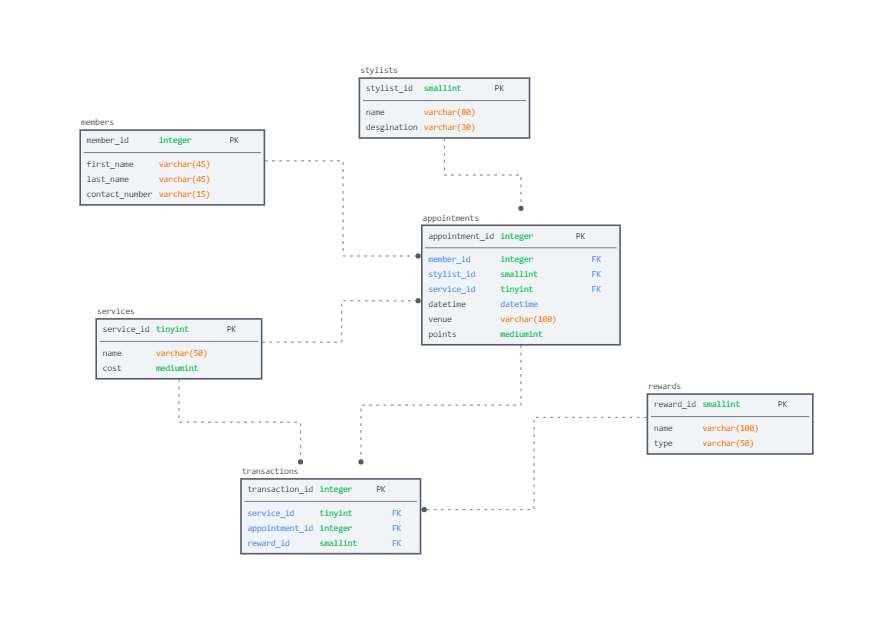 stylists
stylist_id smallint PK
name varchar(80)
desgination varchar(30)
members
member_id integer PK
first_name varchar(45)
last_name varchar(45)
contact_number varchar(15)
appointments
appointment_id integer PK
member_id integer FK
stylist_id smallint FK
service_id tinyint FK
datetime datetime
venue varchar(100)
points mediumint
services
service_id tinyint PK
name varchar(50)
cost mediumint
rewards
reward_id smallint PK
name varchar(100)
type varchar(50)
transactions
transaction_id integer PK
service_id tinyint FK
appointment_id integer FK
reward_id smallint FK